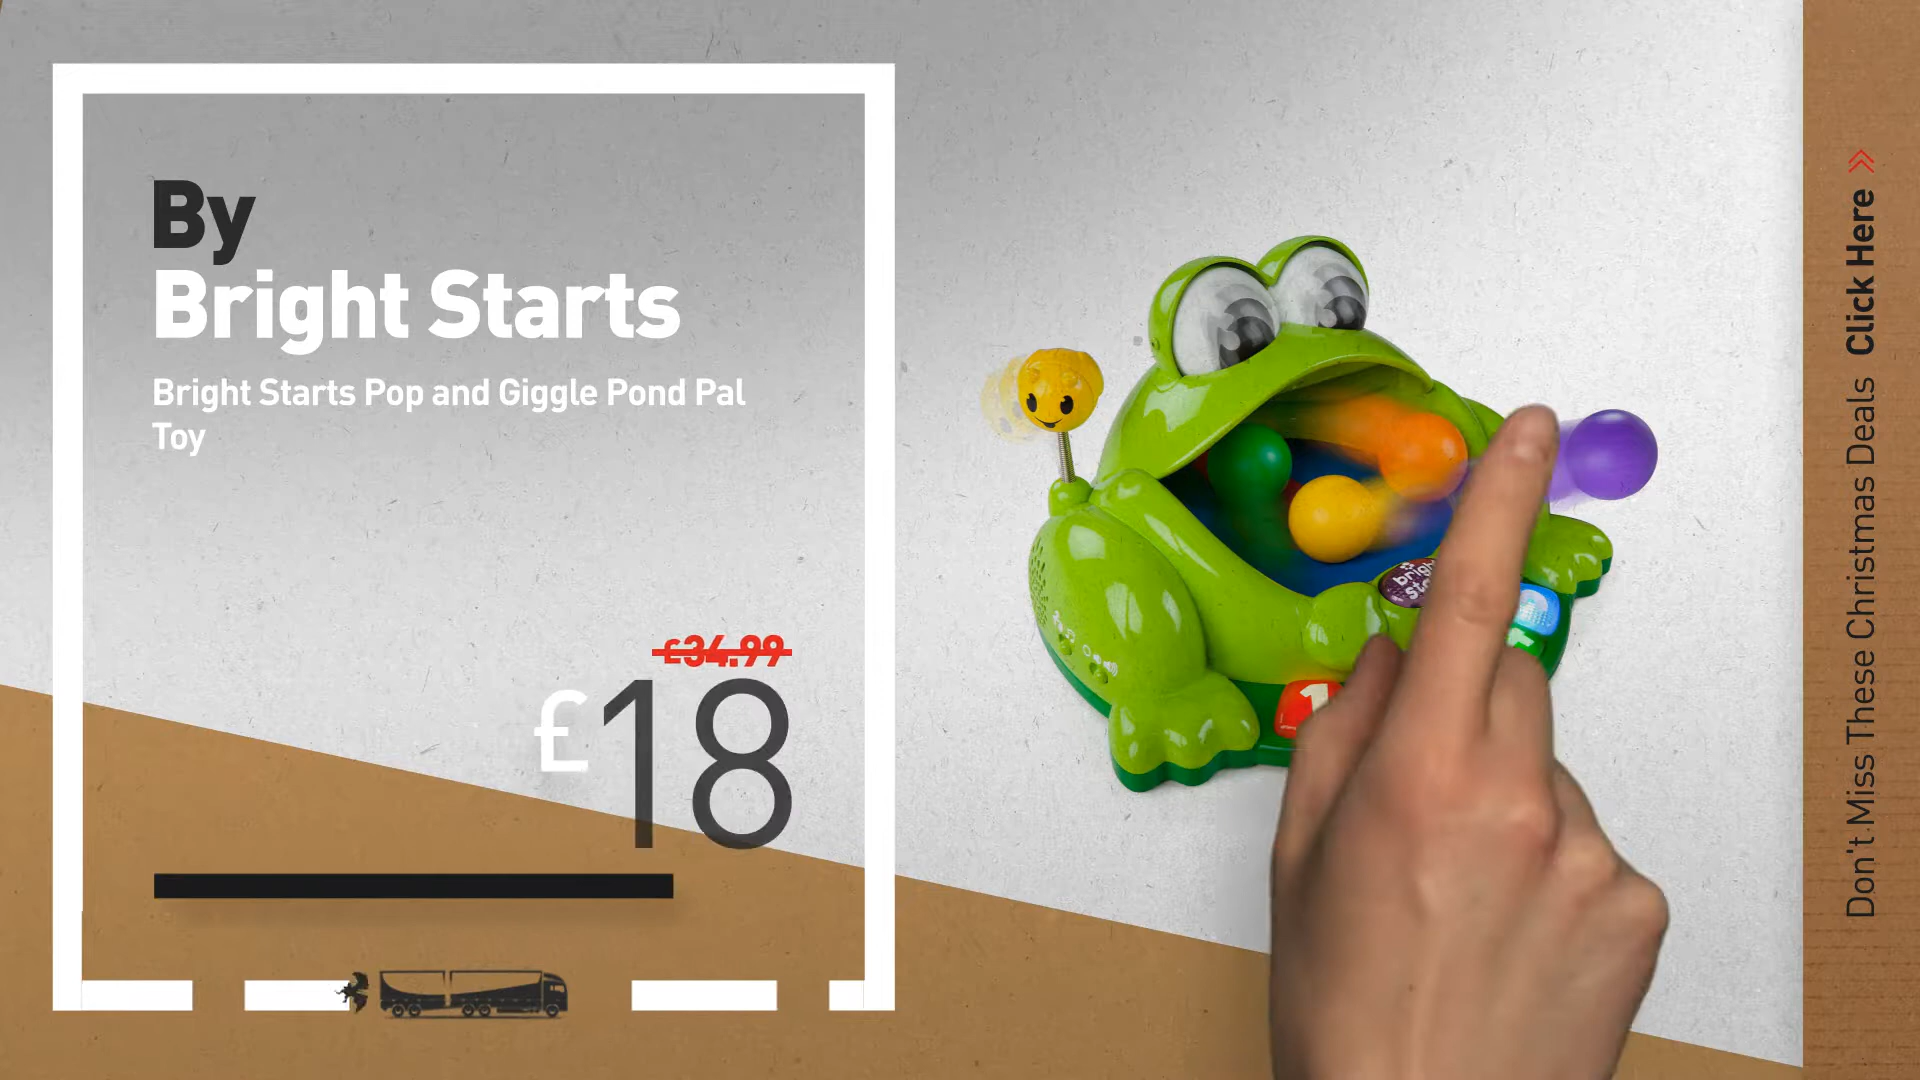 By
Bright Starts
Bright Starts Pop and Giggle Pond Pal
Toy
£34.99
£18
1
Don't Miss These Christmas Deals Click Here